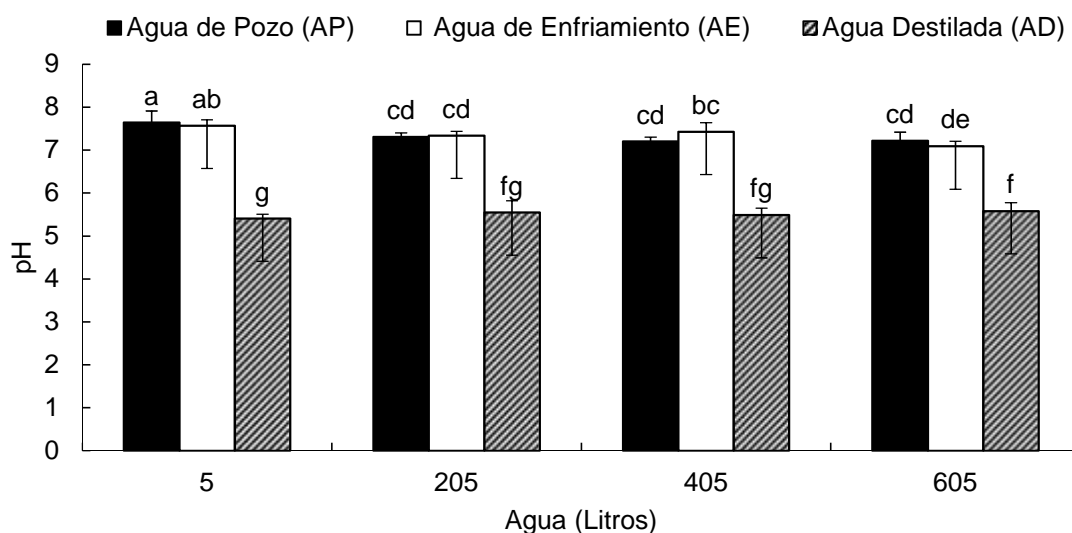 Agua de Pozo (AP) Agua de Enfriamiento (AE) Agua Destilada (AD)
9
8
7
6
5
4
3
2
1
0
pH
a ab g cd cd fg cd bc fg cd de f
5 205 405 605
Agua (Litros)